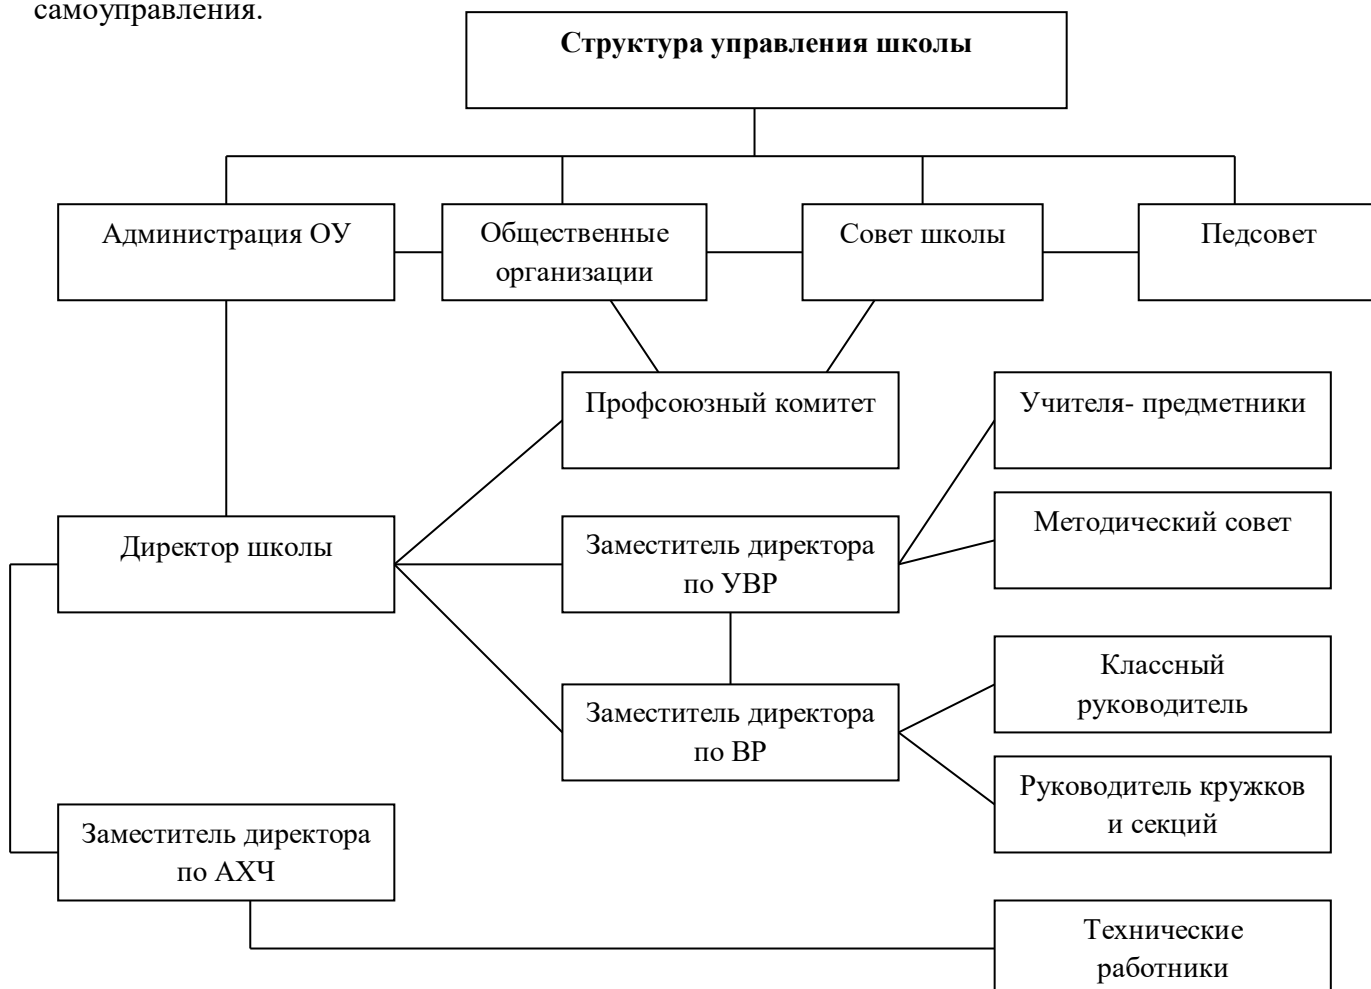 самоуправления.
Структура управления школы
Администрация ОУ
Общественные
организации
Совет школы
Педсовет
Профсоюзный комитет
Учителя- предметники
Директор школы
Заместитель директора
по УВР
Методический совет
Заместитель директора
по ВР
Классный
руководитель
Руководитель кружков
и секций
Заместитель директора
по АХЧ
Технические
работники